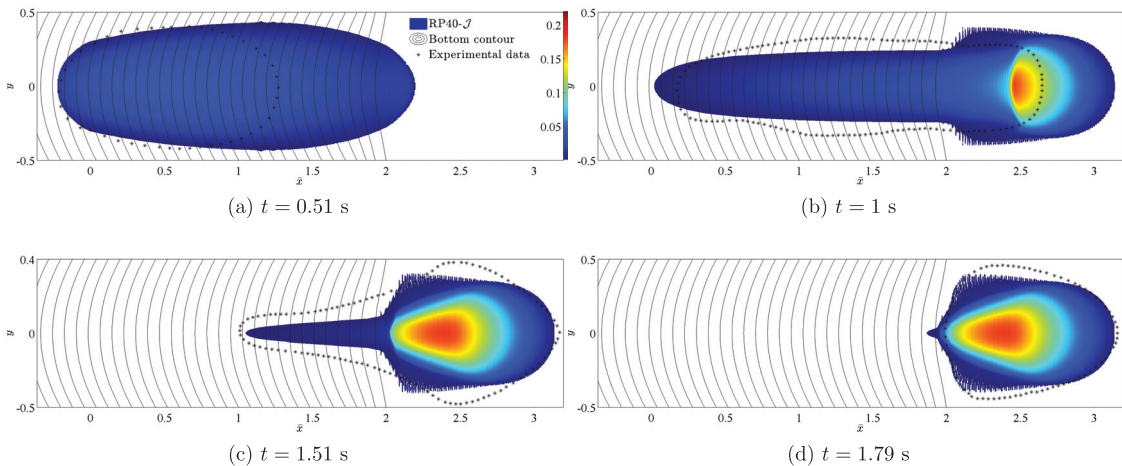 0.5
0
-0.5
y
0 0.5 1 1.5 2 2.5 3
x̄
RP40-𝒥
Bottom contour
Experimental data
0.2
0.15
0.1
0.05
(a) t = 0.51 s
0.5
0
-0.5
y
0 0.5 1 1.5 2 2.5 3
x̄
(b) t = 1 s
0.4
0
-0.5
y
0 0.5 1 1.5 2 2.5 3
x̄
(c) t = 1.51 s
0.5
0
-0.5
y
0 0.5 1 1.5 2 2.5 3
x̄
(d) t = 1.79 s